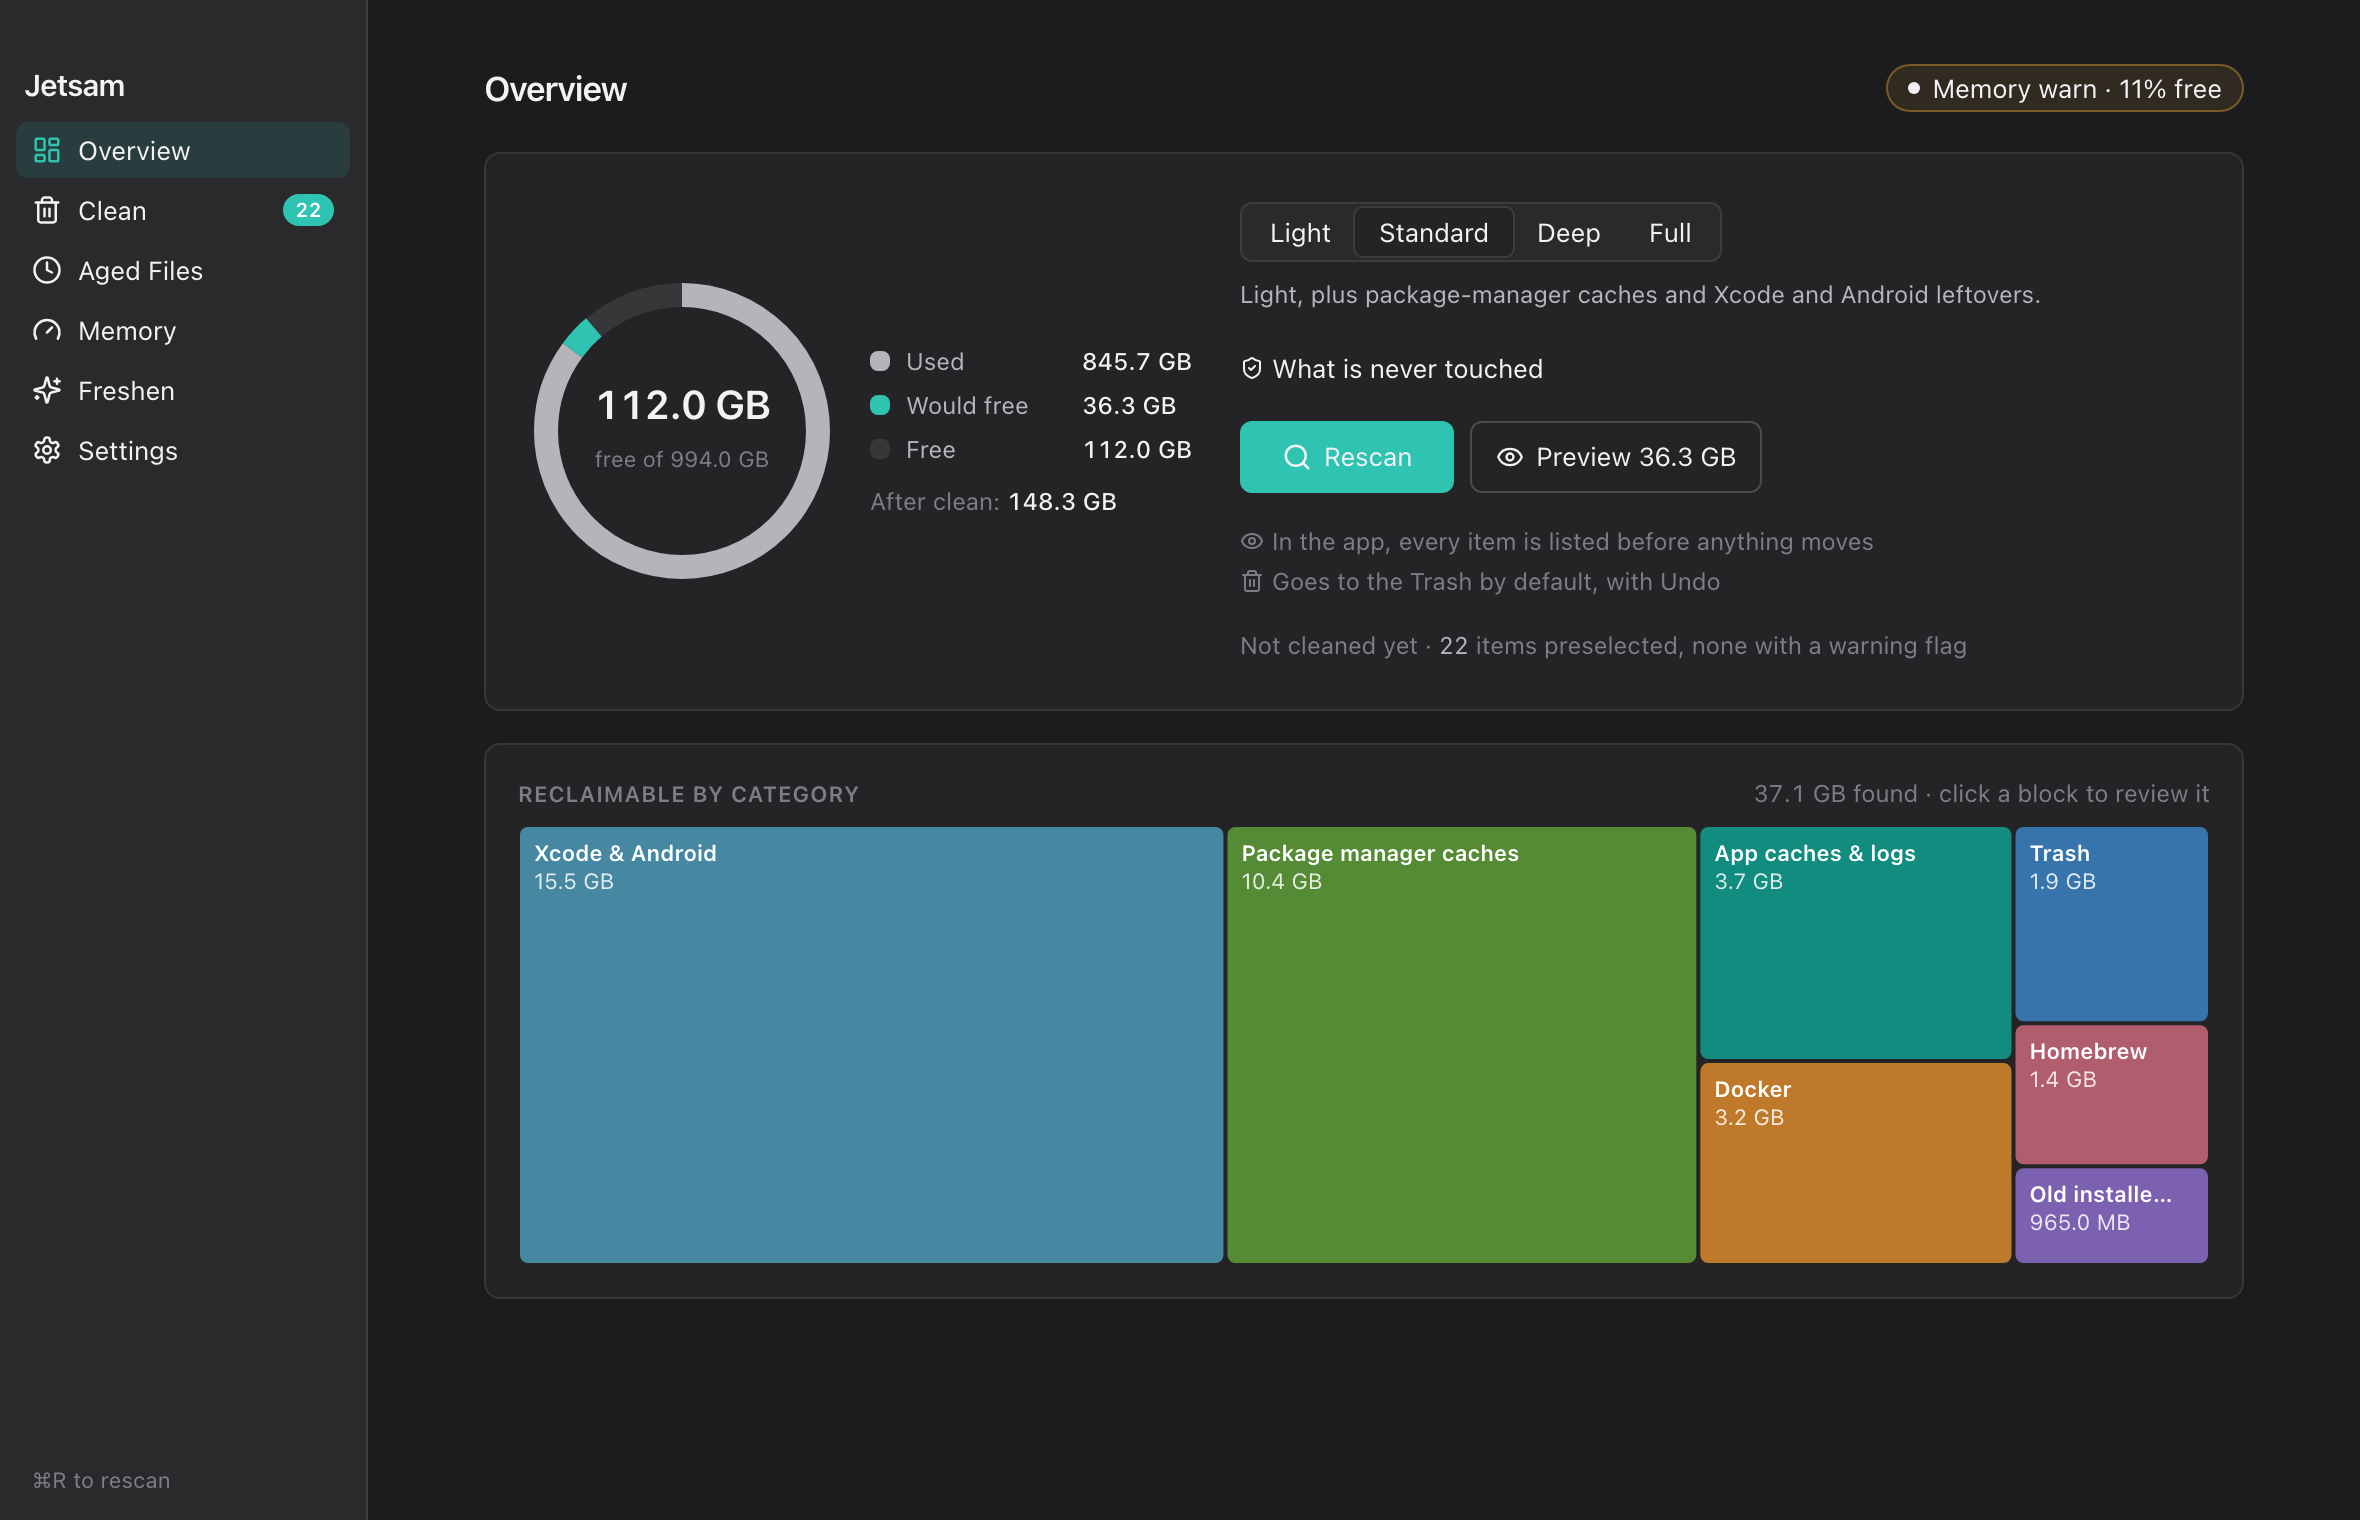 Jetsam
Overview
Clean 22
Aged Files
Memory
Freshen
Settings
⌘R to rescan
Overview
Memory warn · 11% free
112.0 GB
free of 994.0 GB
Used 845.7 GB
Would free 36.3 GB
Free 112.0 GB
After clean: 148.3 GB
Light Standard Deep Full
Light, plus package-manager caches and Xcode and Android leftovers.
What is never touched
Rescan Preview 36.3 GB
In the app, every item is listed before anything moves
Goes to the Trash by default, with Undo
Not cleaned yet · 22 items preselected, none with a warning flag
RECLAIMABLE BY CATEGORY
37.1 GB found · click a block to review it
Xcode & Android
15.5 GB
Package manager caches
10.4 GB
App caches & logs
3.7 GB
Docker
3.2 GB
Trash
1.9 GB
Homebrew
1.4 GB
Old installe...
965.0 MB